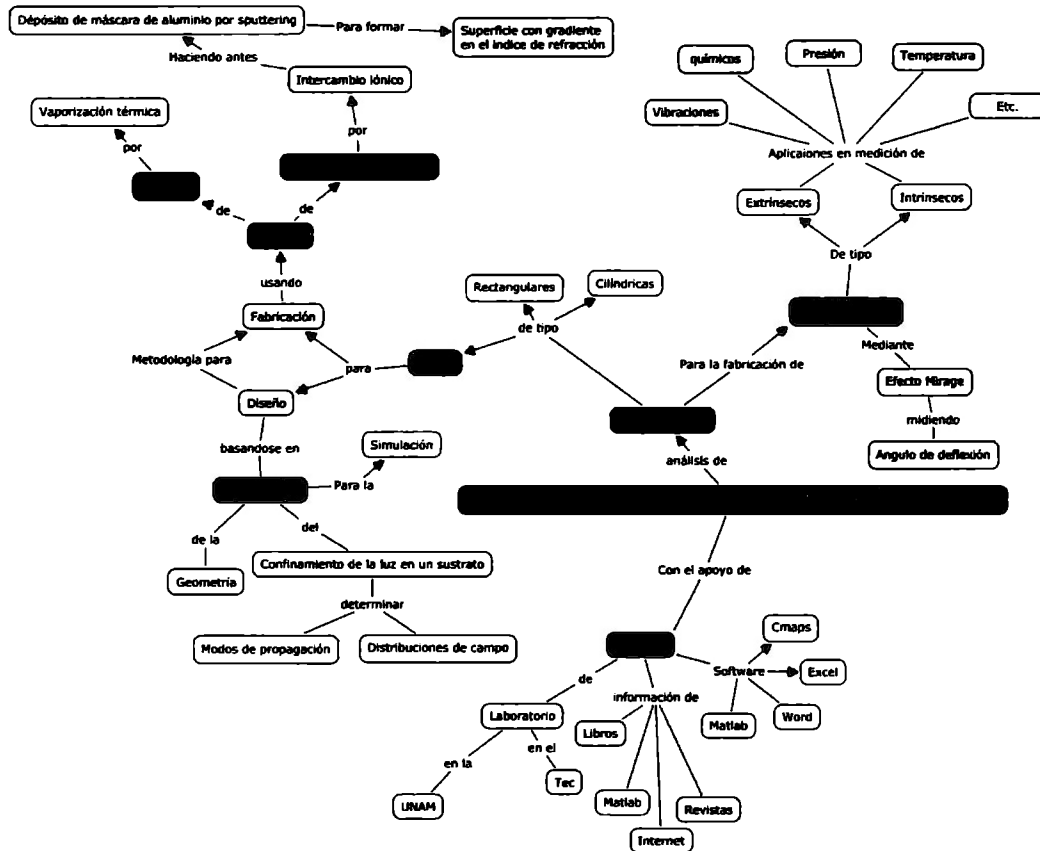 Depósito de máscara de aluminio por sputtering
Para formar
Superficie con gradiente
en el indice de refracción
Haciendo antes
Intercambio iónico
Vaporización térmica
por
por
de
de
usando
Fabricación
Metodología para
para
Diseño
basandose en
Simulación
Para la
de la
del
Geometría
Confinamiento de la luz en un sustrato
determinar
Modos de propagación
Distribuciones de campo
químicos
Presión
Temperatura
Vibraciones
Etc.
Aplicaiones en medición de
Extrínsecos
Intrínsecos
De tipo
Rectangulares
Cilíndricas
de tipo
Para la fabricación de
Mediante
Efecto Mirage
midiendo
Angulo de deflexión
análisis de
Con el apoyo de
de
información de
Software
Cmaps
Excel
Word
Matlab
Laboratorio
en la
en el
UNAM
Tec
Libros
Matlab
Internet
Revistas